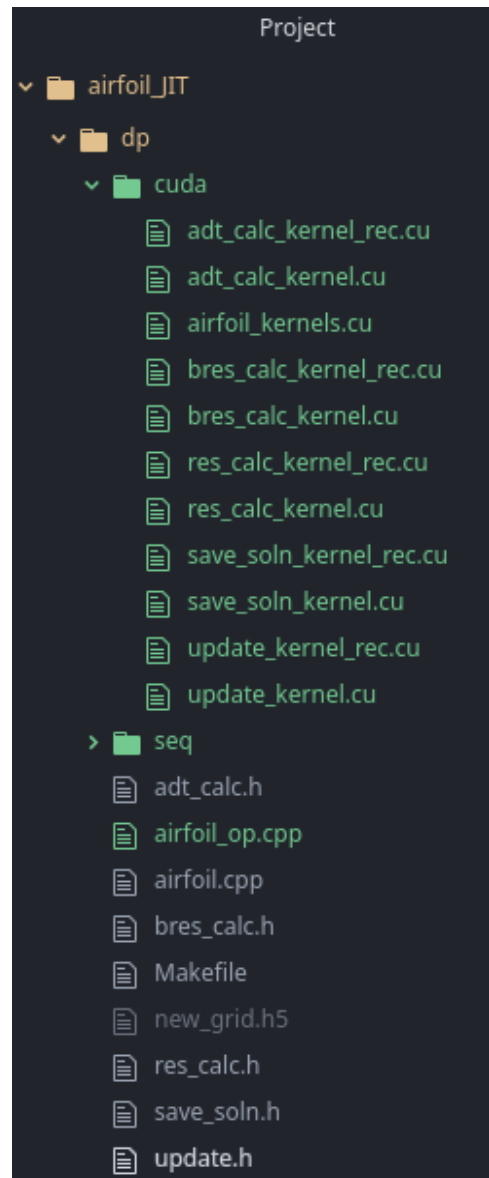 Project
airfoil_JIT
dp
cuda
adt_calc_kernel_rec.cu
adt_calc_kernel.cu
airfoil_kernels.cu
bres_calc_kernel_rec.cu
bres_calc_kernel.cu
res_calc_kernel_rec.cu
res_calc_kernel.cu
save_soln_kernel_rec.cu
save_soln_kernel.cu
update_kernel_rec.cu
update_kernel.cu
seq
adt_calc.h
airfoil_op.cpp
airfoil.cpp
bres_calc.h
Makefile
new_grid.h5
res_calc.h
save_soln.h
update.h